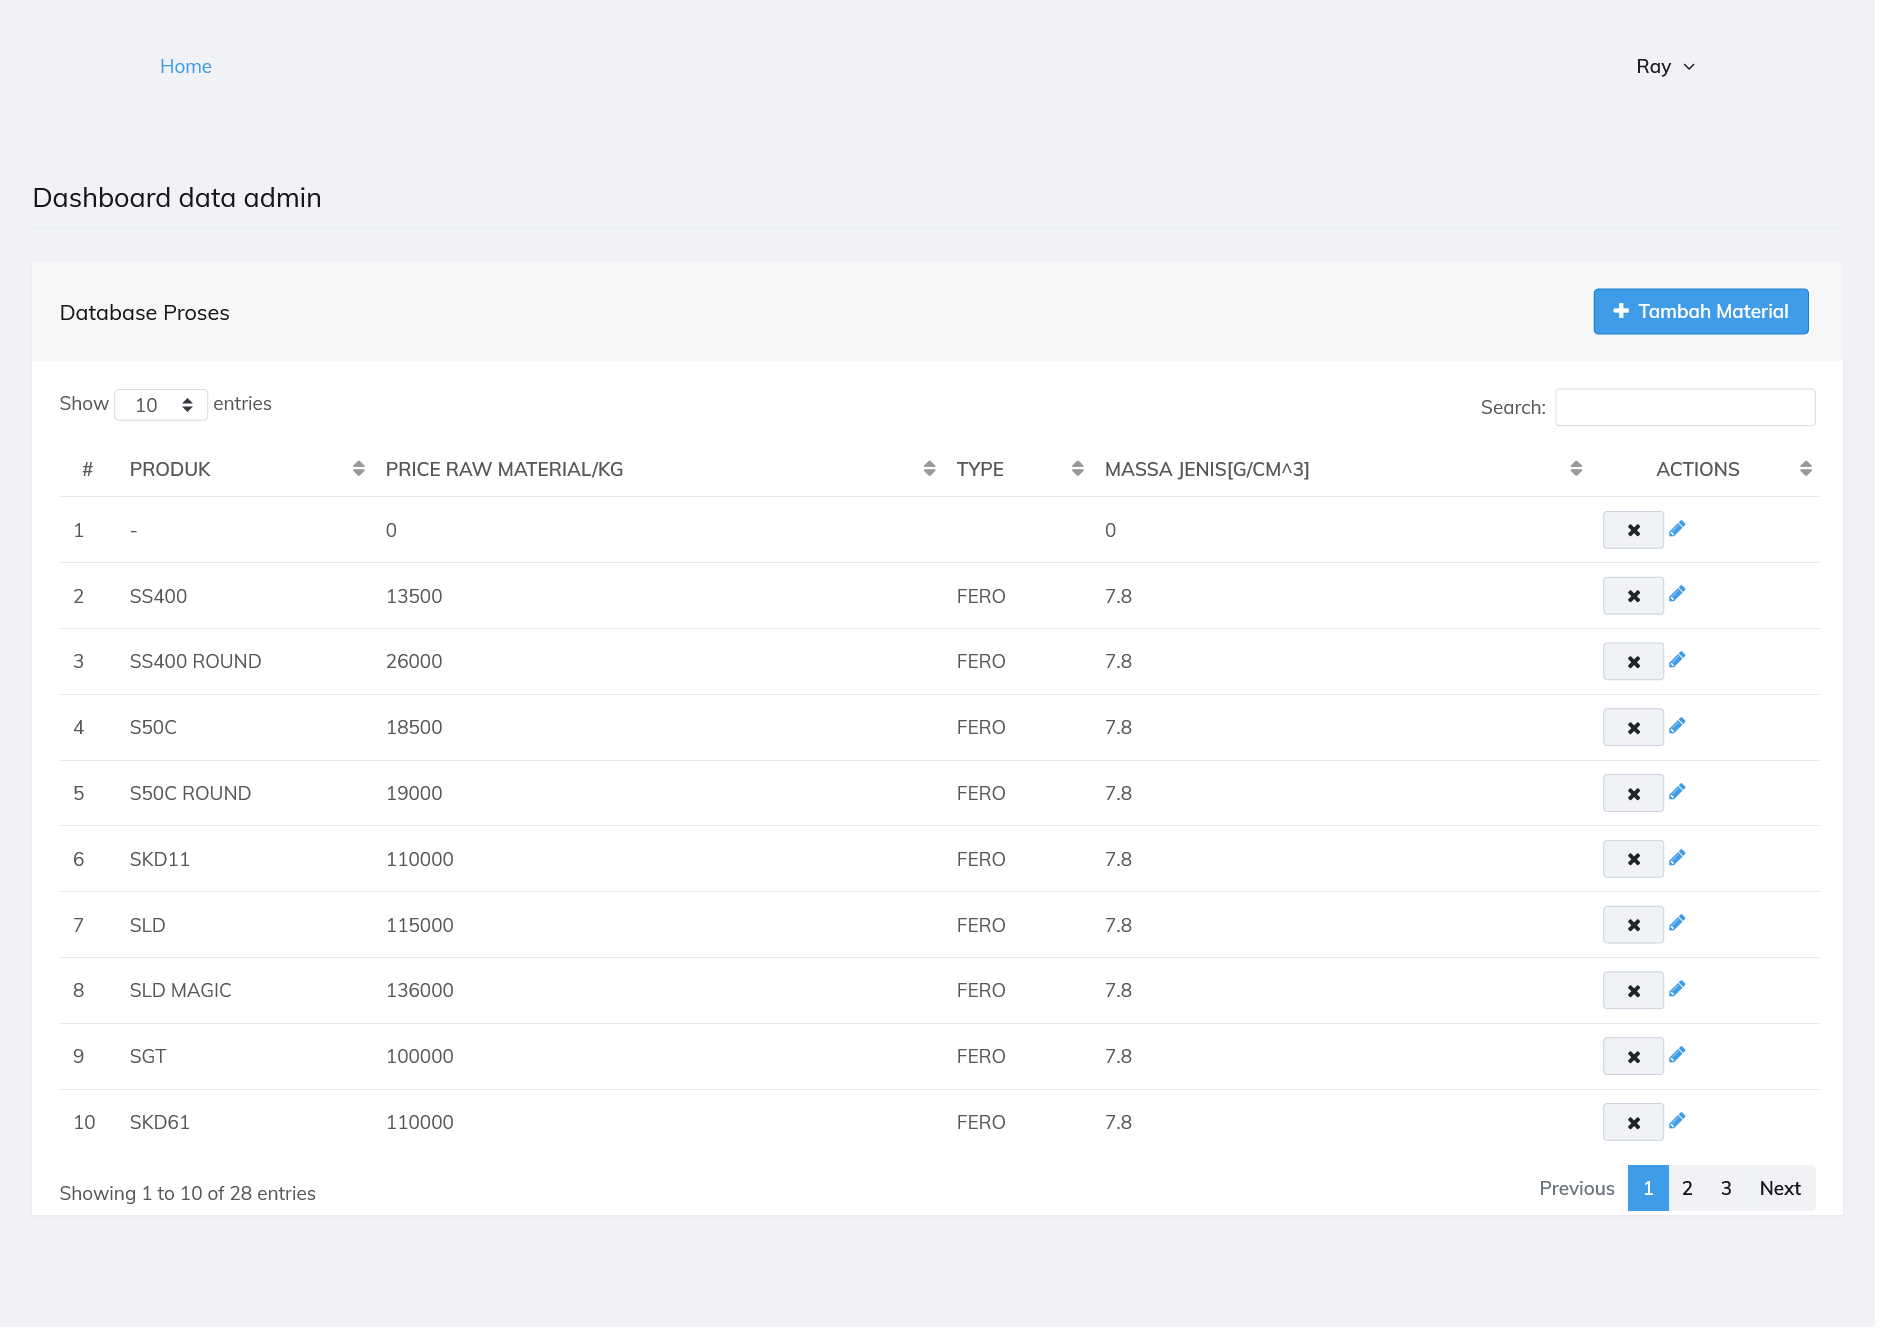 Home Ray
Dashboard data admin
Database Proses Tambah Material
Show 10 entries Search:
# PRODUK PRICE RAW MATERIAL/KG TYPE MASSA JENIS[G/CM^3] ACTIONS
1 - 0 0
2 SS400 13500 FERO 7.8
3 SS400 ROUND 26000 FERO 7.8
4 S50C 18500 FERO 7.8
5 S50C ROUND 19000 FERO 7.8
6 SKD11 110000 FERO 7.8
7 SLD 115000 FERO 7.8
8 SLD MAGIC 136000 FERO 7.8
9 SGT 100000 FERO 7.8
10 SKD61 110000 FERO 7.8
Showing 1 to 10 of 28 entries Previous 1 2 3 Next